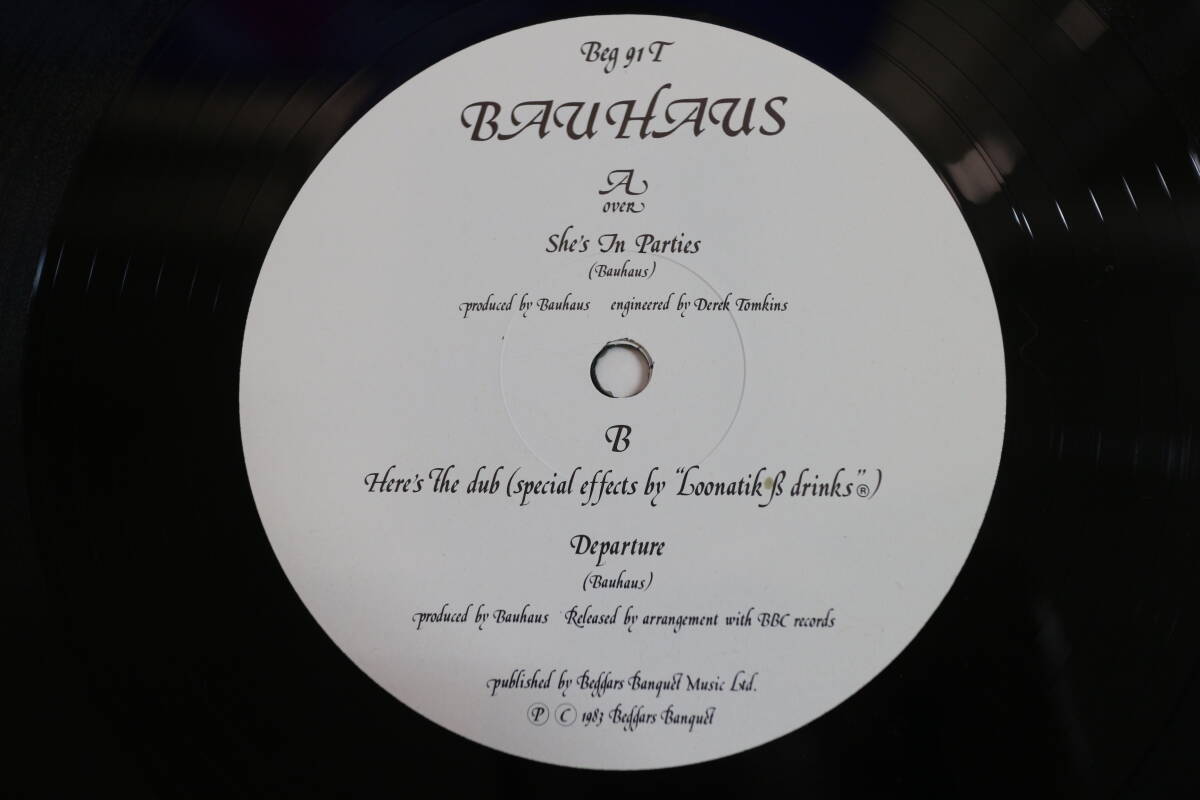 Beg 91 T
BAUHAUS
A
over
She's In Parties
(Bauhaus)
produced by Bauhaus engineered by Derek Tomkins
B
Here's The dub (special effects by "Loonatik ß drinks"®)
Departure
(Bauhaus)
produced by Bauhaus Released by arrangement with BBC records
published by Beggars Banquet Music Ltd.
Ⓟ Ⓒ 1983 Beggars Banquet